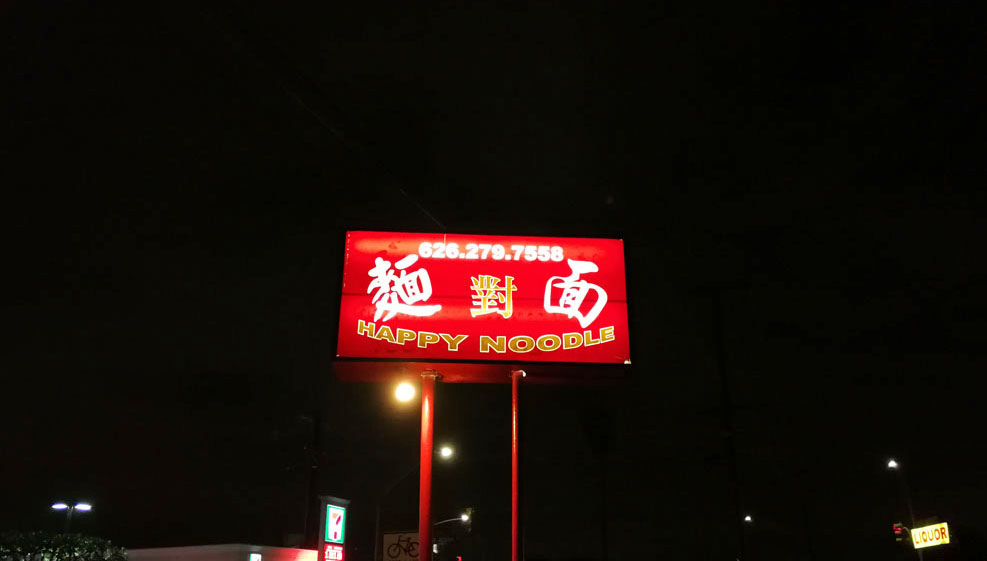 626.279.7558
麵 對 面
HAPPY NOODLE
LIQUOR